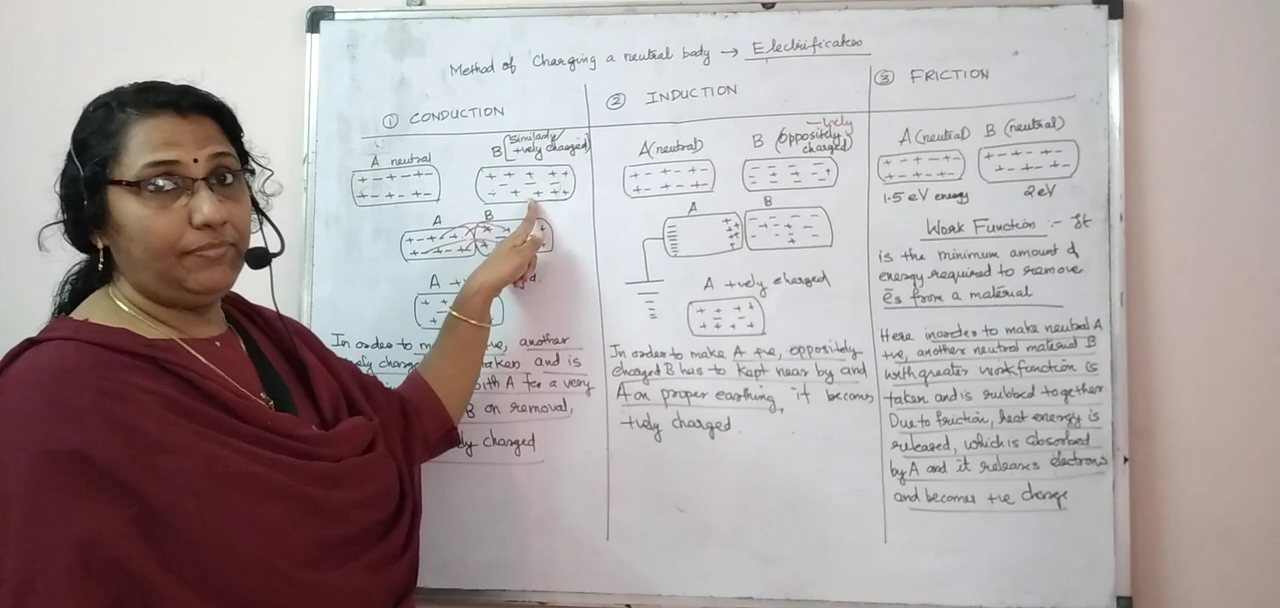 Method of Charging a neutral body → Electrification
① CONDUCTION
A neutral
B (Similarly/
+vely charged)
A
B
A
In order to
ve, another
vely charge
taken and is
with A for a very
B on removal,
ly charged
② INDUCTION
A (neutral)
B (oppositely
-vely
charged)
A
B
A +vely charged
In order to make A +ve, oppositely
charged B has to kept near by and
A on proper earthing, it becomes
+vely charged.
③ FRICTION
A (neutral)
B (neutral)
1.5 eV energy
2eV
Work Function :- It
is the minimum amount of
energy required to remove
ēs from a material
Here inorder to make neutral A
+ve, another neutral material B
with greater workfunction is
taken and is rubbed together
Due to friction, heat energy is
released, which is absorbed
by A and it releases electrons
and becomes +ve charge